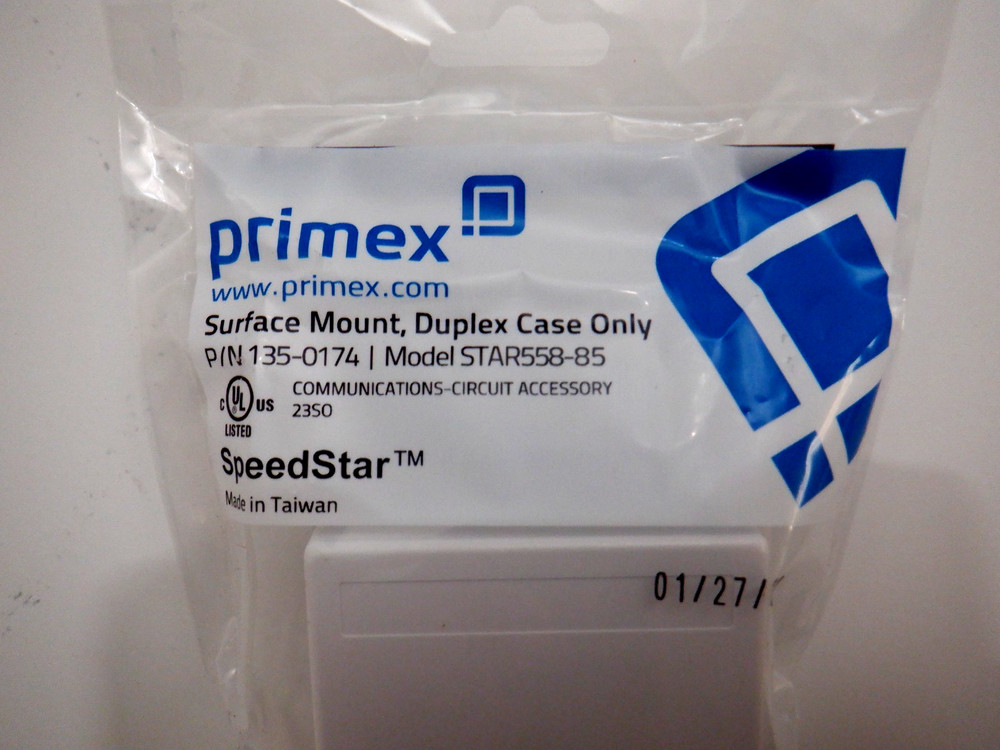 primex
www.primex.com
Surface Mount, Duplex Case Only
P/N 135-0174 | Model STAR558-85
c UL US
LISTED
COMMUNICATIONS-CIRCUIT ACCESSORY
23SO
SpeedStar™
Made in Taiwan
01/27/